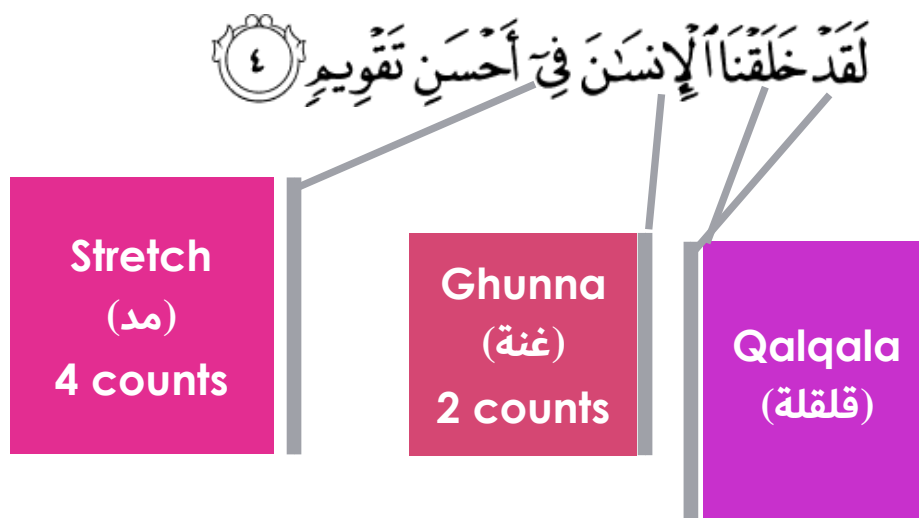 لَقَدْ خَلَقْنَا ٱلْإِنسَـٰنَ فِىٓ أَحْسَنِ تَقْوِيمٍ ٤
Stretch
(مد)
4 counts
Ghunna
(غنة)
2 counts
Qalqala
(قلقلة)